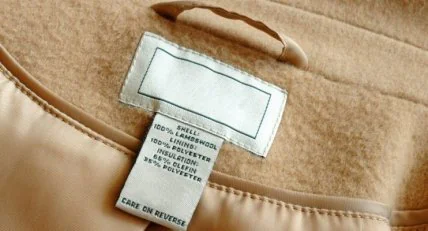 SHELL:
100% LAMBSWOOL
LINING:
100% POLYESTER
INSULATION:
65% OLEFIN
35% POLYESTER
CARE ON REVERSE